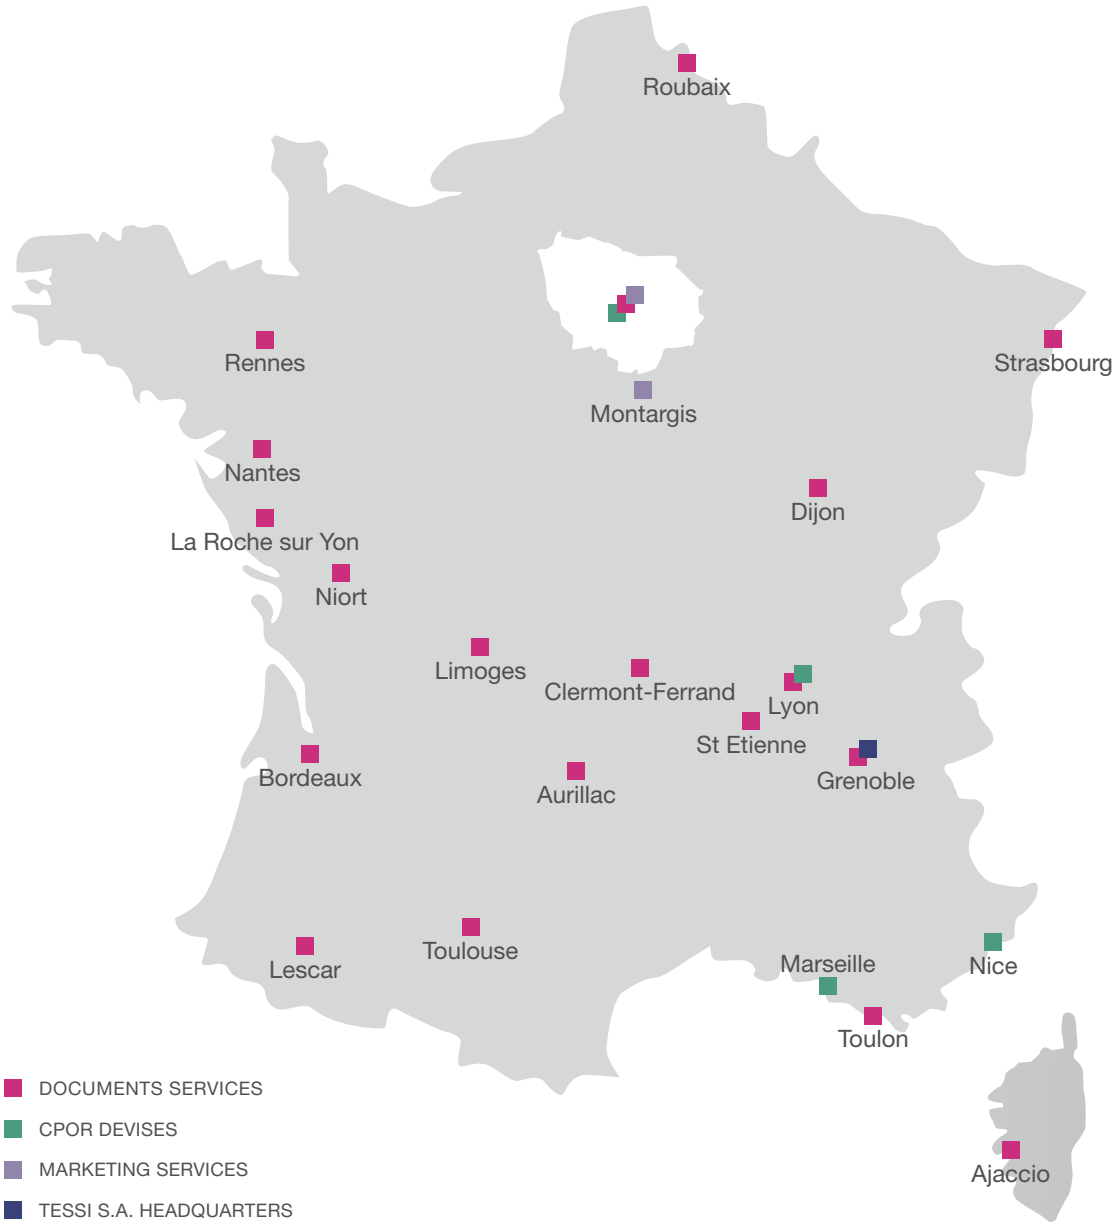 Roubaix
Rennes
Strasbourg
Montargis
Nantes
Dijon
La Roche sur Yon
Niort
Limoges
Clermont-Ferrand
Lyon
St Etienne
Bordeaux
Grenoble
Aurillac
Toulouse
Lescar
Marseille
Nice
Toulon
DOCUMENTS SERVICES
CPOR DEVISES
MARKETING SERVICES
Ajaccio
TESSI S.A. HEADQUARTERS